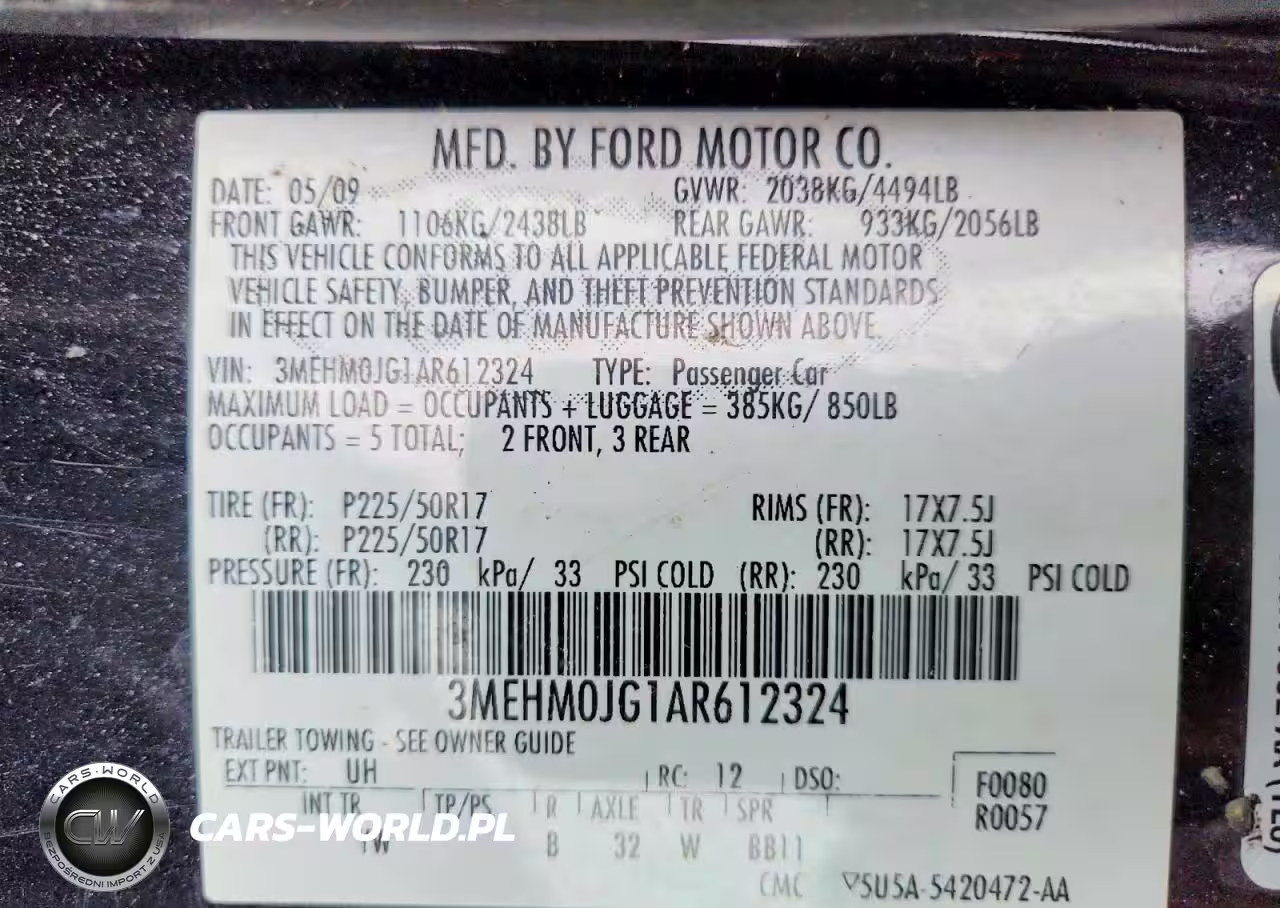 MFD. BY FORD MOTOR CO.
DATE: 05/09 GVWR: 2038KG/4494LB
FRONT GAWR: 1106KG/2438LB REAR GAWR: 933KG/2056LB
THIS VEHICLE CONFORMS TO ALL APPLICABLE FEDERAL MOTOR
VEHICLE SAFETY, BUMPER, AND THEFT PREVENTION STANDARDS
IN EFFECT ON THE DATE OF MANUFACTURE SHOWN ABOVE.
VIN: 3MEHM0JG1AR612324 TYPE: Passenger Car
MAXIMUM LOAD = OCCUPANTS + LUGGAGE = 385KG/ 850LB
OCCUPANTS = 5 TOTAL; 2 FRONT, 3 REAR
TIRE (FR): P225/50R17 RIMS (FR): 17X7.5J
(RR): P225/50R17 (RR): 17X7.5J
PRESSURE (FR): 230 kPa/ 33 PSI COLD (RR): 230 kPa/ 33 PSI COLD
3MEHM0JG1AR612324
TRAILER TOWING - SEE OWNER GUIDE
EXT PNT: UH RC: 12 DSO: F0080
INT TR TP/PS R AXLE TR SPR R0057
W B 32 W BB11
CMC ▽5U5A-5420472-AA
CARS-WORLD
CW
BEZPOŚREDNI IMPORT Z USA
CARS-WORLD.PL